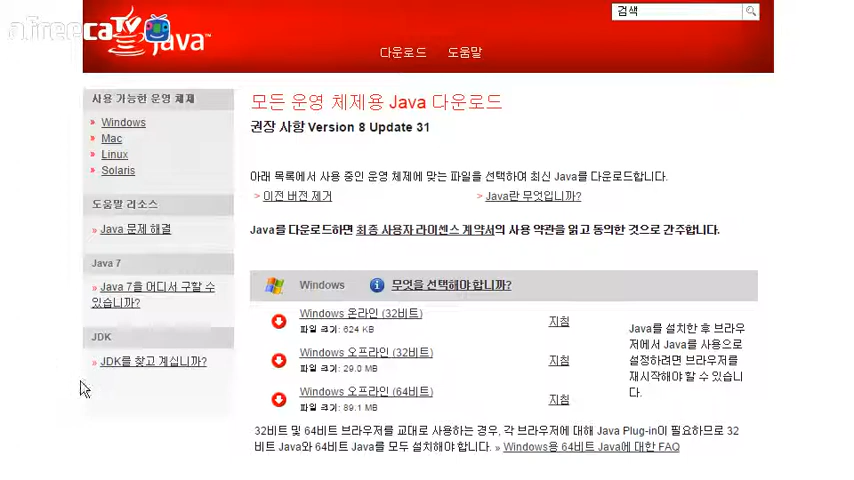 afreecaTV
Java™
검색
다운로드 도움말
사용 가능한 운영 체제
» Windows
» Mac
» Linux
» Solaris
도움말 리소스
» Java 문제 해결
Java 7
» Java 7을 어디서 구할 수
있습니까?
JDK
» JDK를 찾고 계십니까?
모든 운영 체제용 Java 다운로드
권장 사항 Version 8 Update 31
아래 목록에서 사용 중인 운영 체제에 맞는 파일을 선택하여 최신 Java를 다운로드합니다.
> 이전 버전 제거 > Java란 무엇입니까?
Java를 다운로드하면 최종 사용자 라이센스 계약서의 사용 약관을 읽고 동의한 것으로 간주합니다.
Windows 무엇을 선택해야 합니까?
Windows 온라인 (32비트) 지침
파일 크기: 624 KB
Windows 오프라인 (32비트) 지침
파일 크기: 29.0 MB
Windows 오프라인 (64비트) 지침
파일 크기: 89.1 MB
Java를 설치한 후 브라우
저에서 Java를 사용으로
설정하려면 브라우저를
재시작해야 할 수 있습니
다.
32비트 및 64비트 브라우저를 교대로 사용하는 경우, 각 브라우저에 대해 Java Plug-in이 필요하므로 32
비트 Java와 64비트 Java를 모두 설치해야 합니다. » Windows용 64비트 Java에 대한 FAQ